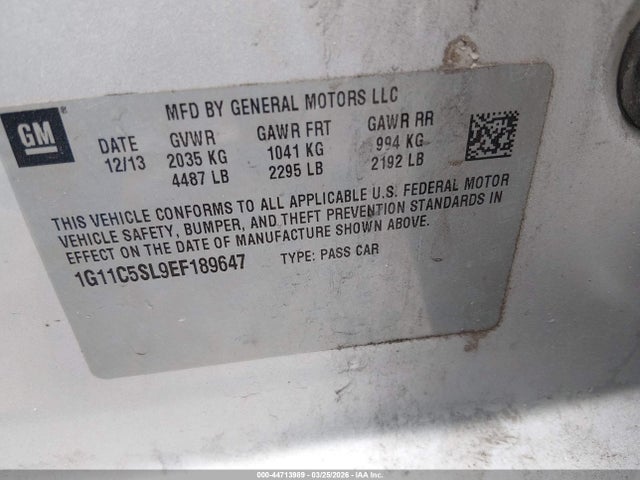 MFD BY GENERAL MOTORS LLC
GM
DATE GVWR GAWR FRT GAWR RR
12/13 2035 KG 1041 KG 994 KG
4487 LB 2295 LB 2192 LB
THIS VEHICLE CONFORMS TO ALL APPLICABLE U.S. FEDERAL MOTOR
VEHICLE SAFETY, BUMPER, AND THEFT PREVENTION STANDARDS IN
EFFECT ON THE DATE OF MANUFACTURE SHOWN ABOVE.
1G11C5SL9EF189647 TYPE: PASS CAR
000-44713989 | 03/25/2026 - IAA Inc.